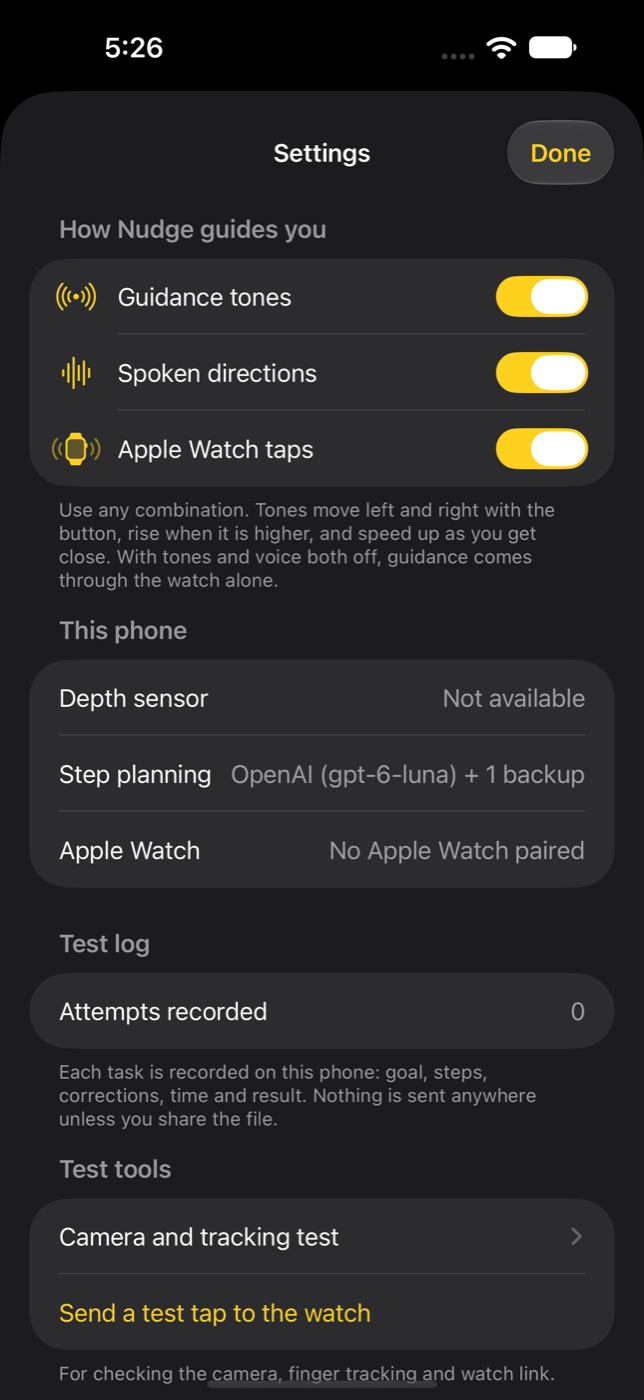 5:26
Settings
Done
How Nudge guides you
Guidance tones
Spoken directions
Apple Watch taps
Use any combination. Tones move left and right with the
button, rise when it is higher, and speed up as you get
close. With tones and voice both off, guidance comes
through the watch alone.
This phone
Depth sensor Not available
Step planning OpenAI (gpt-6-luna) + 1 backup
Apple Watch No Apple Watch paired
Test log
Attempts recorded 0
Each task is recorded on this phone: goal, steps,
corrections, time and result. Nothing is sent anywhere
unless you share the file.
Test tools
Camera and tracking test
Send a test tap to the watch
For checking the camera, finger tracking and watch link.